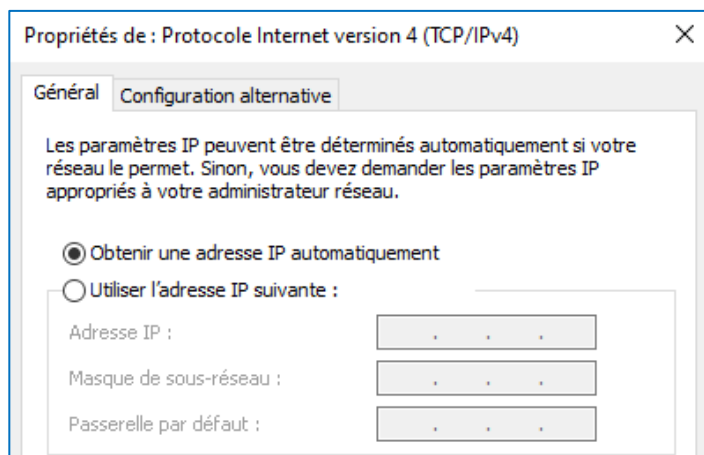 Propriétés de : Protocole Internet version 4 (TCP/IPv4)
Général Configuration alternative
Les paramètres IP peuvent être déterminés automatiquement si votre
réseau le permet. Sinon, vous devez demander les paramètres IP
appropriés à votre administrateur réseau.
Obtenir une adresse IP automatiquement
Utiliser l'adresse IP suivante :
Adresse IP : . . .
Masque de sous-réseau : . . .
Passerelle par défaut : . . .